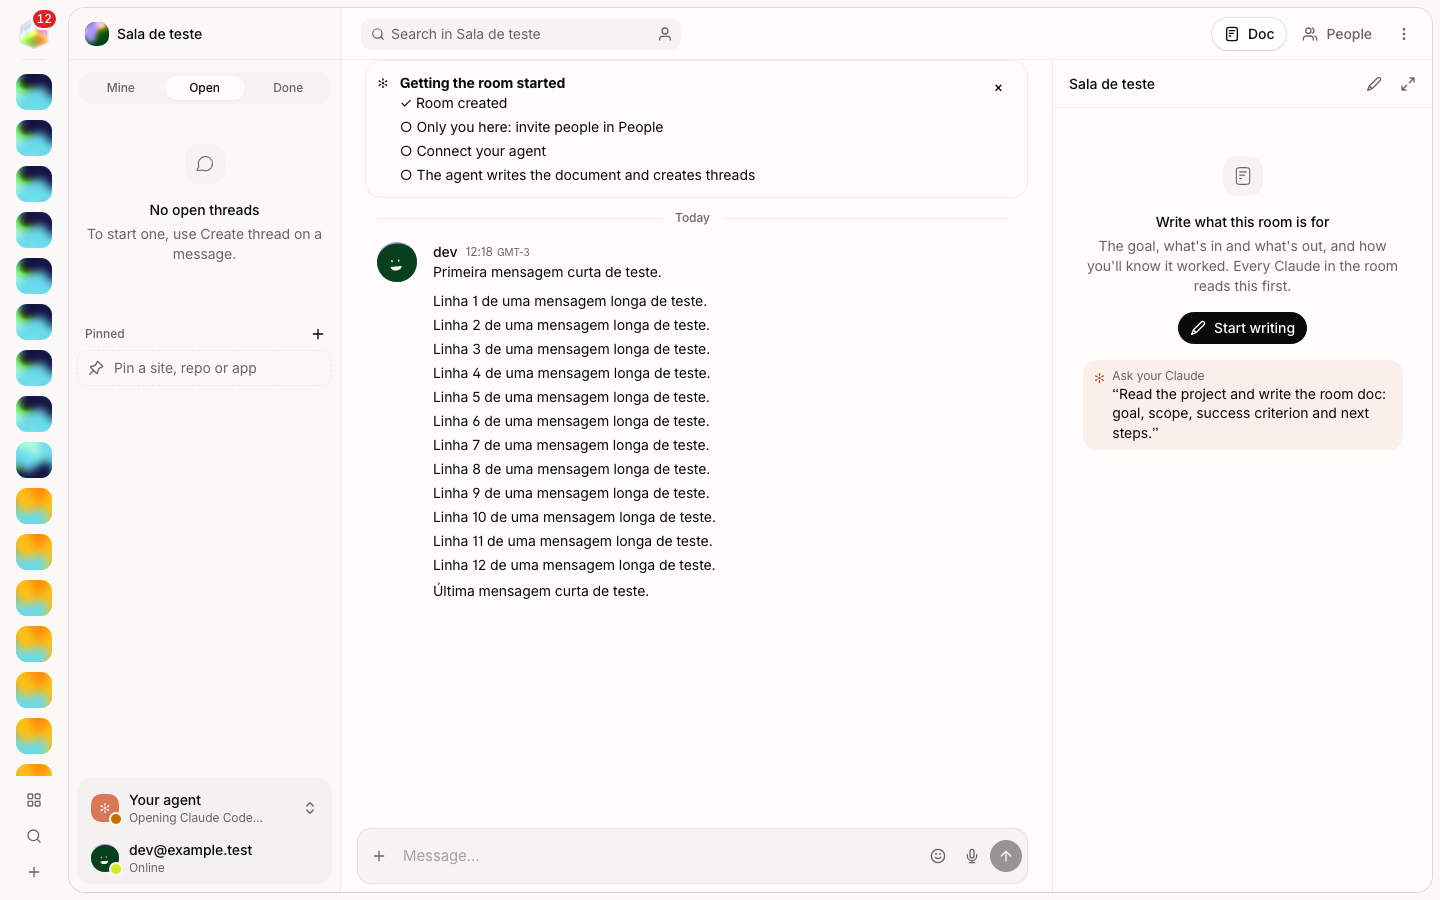 12
Sala de teste
Search in Sala de teste
Doc
People
Mine
Open
Done
No open threads
To start one, use Create thread on a
message.
Pinned
Pin a site, repo or app
Your agent
Opening Claude Code...
dev@example.test
Online
Getting the room started
✓ Room created
Only you here: invite people in People
Connect your agent
The agent writes the document and creates threads
Today
dev 12:18 GMT-3
Primeira mensagem curta de teste.
Linha 1 de uma mensagem longa de teste.
Linha 2 de uma mensagem longa de teste.
Linha 3 de uma mensagem longa de teste.
Linha 4 de uma mensagem longa de teste.
Linha 5 de uma mensagem longa de teste.
Linha 6 de uma mensagem longa de teste.
Linha 7 de uma mensagem longa de teste.
Linha 8 de uma mensagem longa de teste.
Linha 9 de uma mensagem longa de teste.
Linha 10 de uma mensagem longa de teste.
Linha 11 de uma mensagem longa de teste.
Linha 12 de uma mensagem longa de teste.
Última mensagem curta de teste.
Message...
Sala de teste
Write what this room is for
The goal, what's in and what's out, and how
you'll know it worked. Every Claude in the room
reads this first.
Start writing
Ask your Claude
“Read the project and write the room doc:
goal, scope, success criterion and next
steps.”